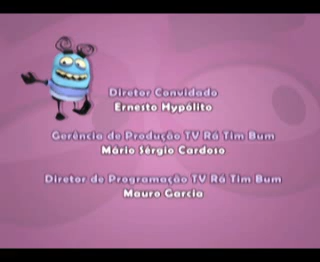 Diretor Convidado
Ernesto Hypólito
Gerência de Produção TV Rá Tim Bum
Mário Sérgio Cardoso
Diretor de Programação TV Rá Tim Bum
Mauro Garcia